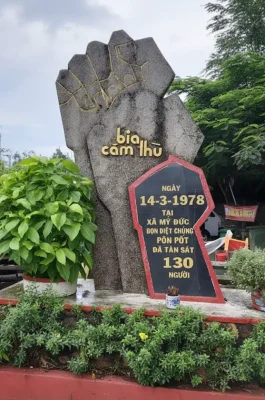 bia
căm thù
NGÀY
14-3-1978
TẠI
XÃ MỸ ĐỨC
BỌN DIỆT CHỦNG
PÔN PỐT
ĐÃ TÀN SÁT
130
NGƯỜI